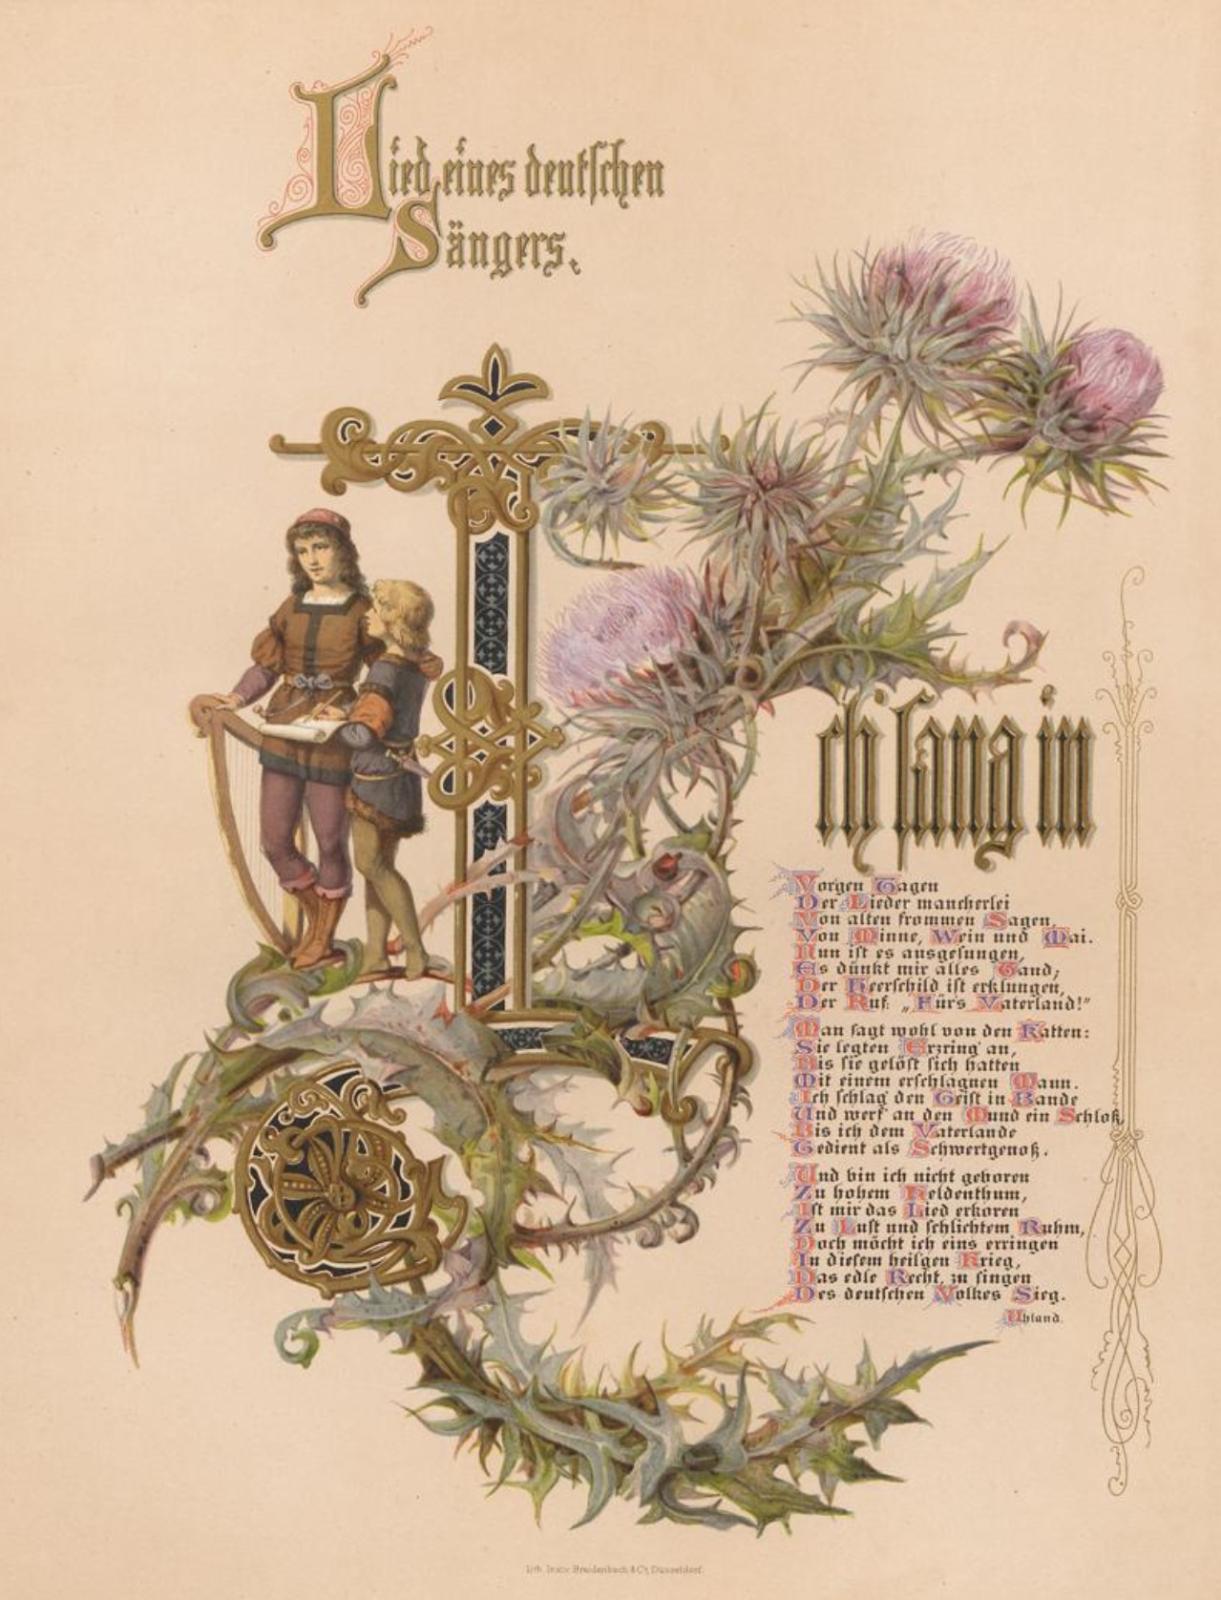 Lied eines deutschen
Sängers.
Ich sang in
Vorgen Tagen
Der Lieder mancherlei
Von alten frommen Sagen,
Von Minne, Wein und Mai.
Nun ist es ausgesungen,
Es dünkt mir alles Tand;
Der Heerschild ist erklungen,
Der Ruf: „Fürs Vaterland!"
Man sagt wohl von den Katten:
Sie legten Erzring' an,
Bis sie gelöst sich hatten
Mit einem erschlagnen Mann.
Ich schlag den Geist in Bande
Und werf an den Mund ein Schloß,
Bis ich dem Vaterlande
Gedient als Schwertgenoß.
Und bin ich nicht geboren
Zu hohem Heldenthum,
Ist mir das Lied erkoren
Zu Lust und schlichtem Ruhm,
Doch möcht ich eins erringen
In diesem heilgen Krieg,
Das edle Recht, zu singen
Des deutschen Volkes Sieg.
Uhland.
Lith. Instv. Breidenbach & Co, Düsseldorf.